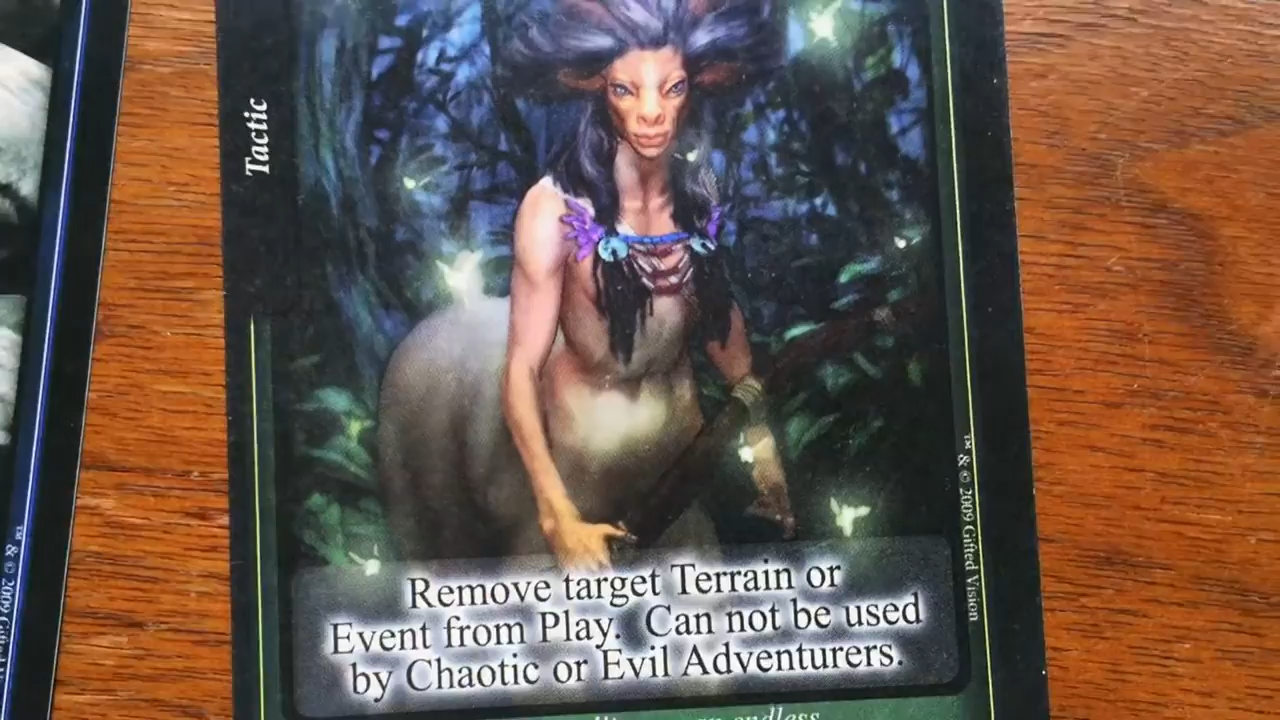 Tactic
Remove target Terrain or
Event from Play. Can not be used
by Chaotic or Evil Adventurers.
™ & © 2009 Gifted Vision
endless
™ & © 2009